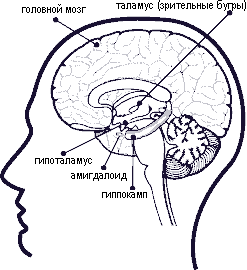 таламус (зрительные бугры)
головной мозг
гипоталамус
амигдалоид
гиппокамп